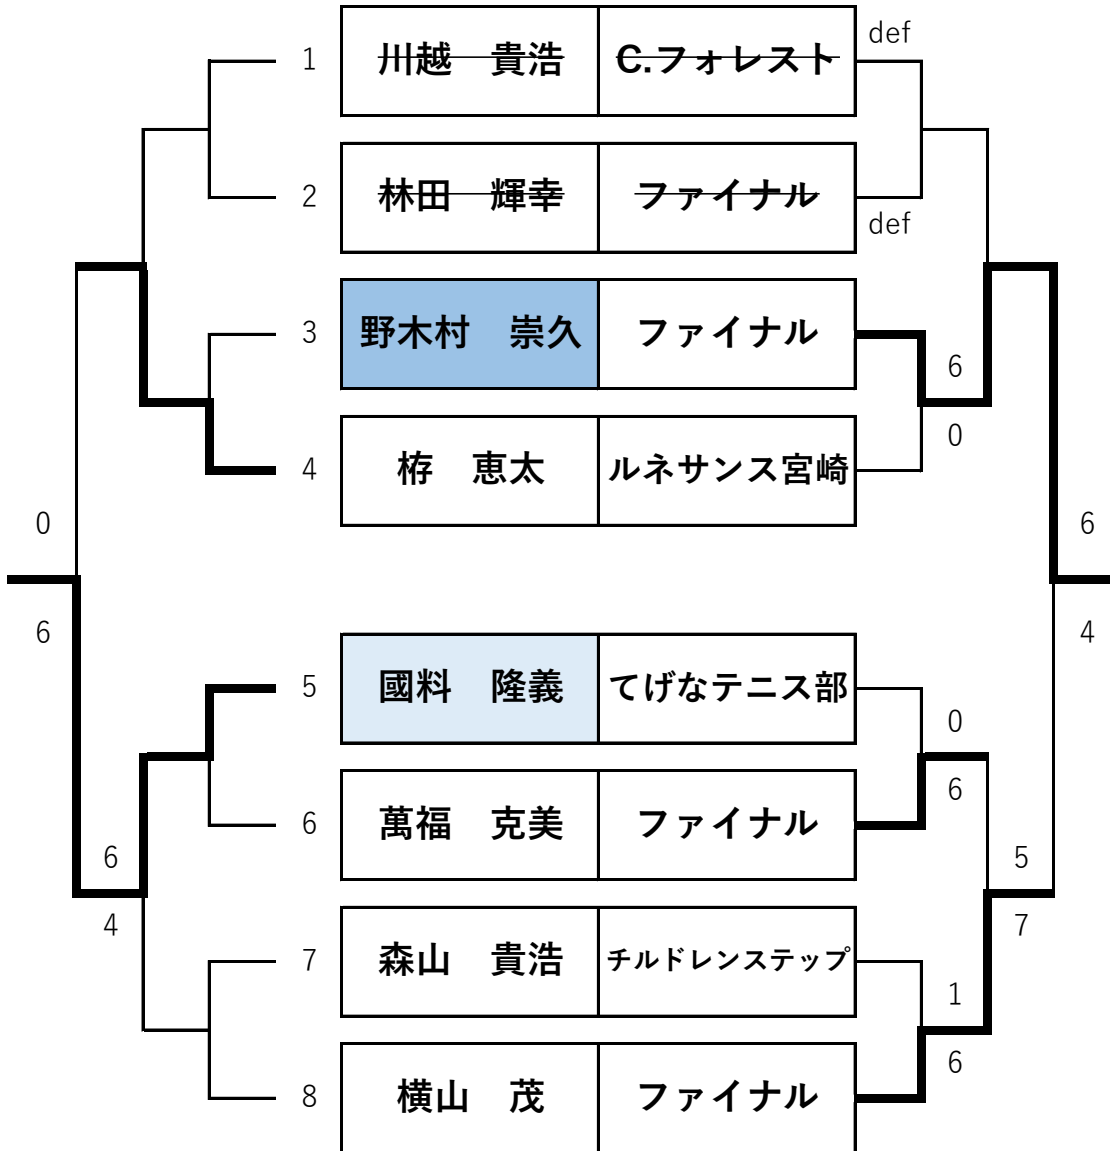 1 川越 貴浩 C.フォレスト def
2 林田 輝幸 ファイナル def
3 野木村 崇久 ファイナル
6
0
4 栫 恵太 ルネサンス宮崎
0 6
6 4
5 國料 隆義 てげなテニス部
0
6
6 萬福 克美 ファイナル
6 5
4 7
7 森山 貴浩 チルドレンステップ
1
6
8 横山 茂 ファイナル